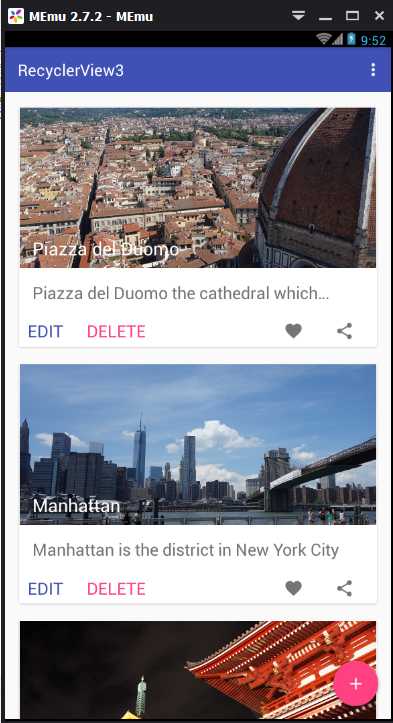 MEmu 2.7.2 - MEmu
9:52
RecyclerView3
Piazza del Duomo
Piazza del Duomo the cathedral which...
EDIT DELETE
Manhattan
Manhattan is the district in New York City
EDIT DELETE